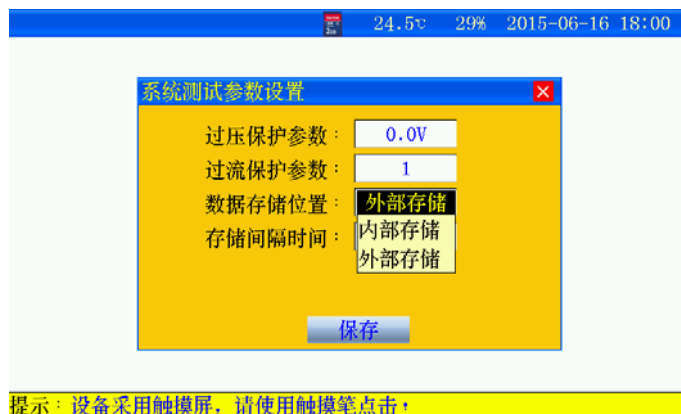 24.5℃ 29% 2015-06-16 18:00
系统测试参数设置
过压保护参数： 0.0V
过流保护参数： 1
数据存储位置： 外部存储
存储间隔时间： 内部存储
外部存储
保存
提示：设备采用触摸屏，请使用触摸笔点击！